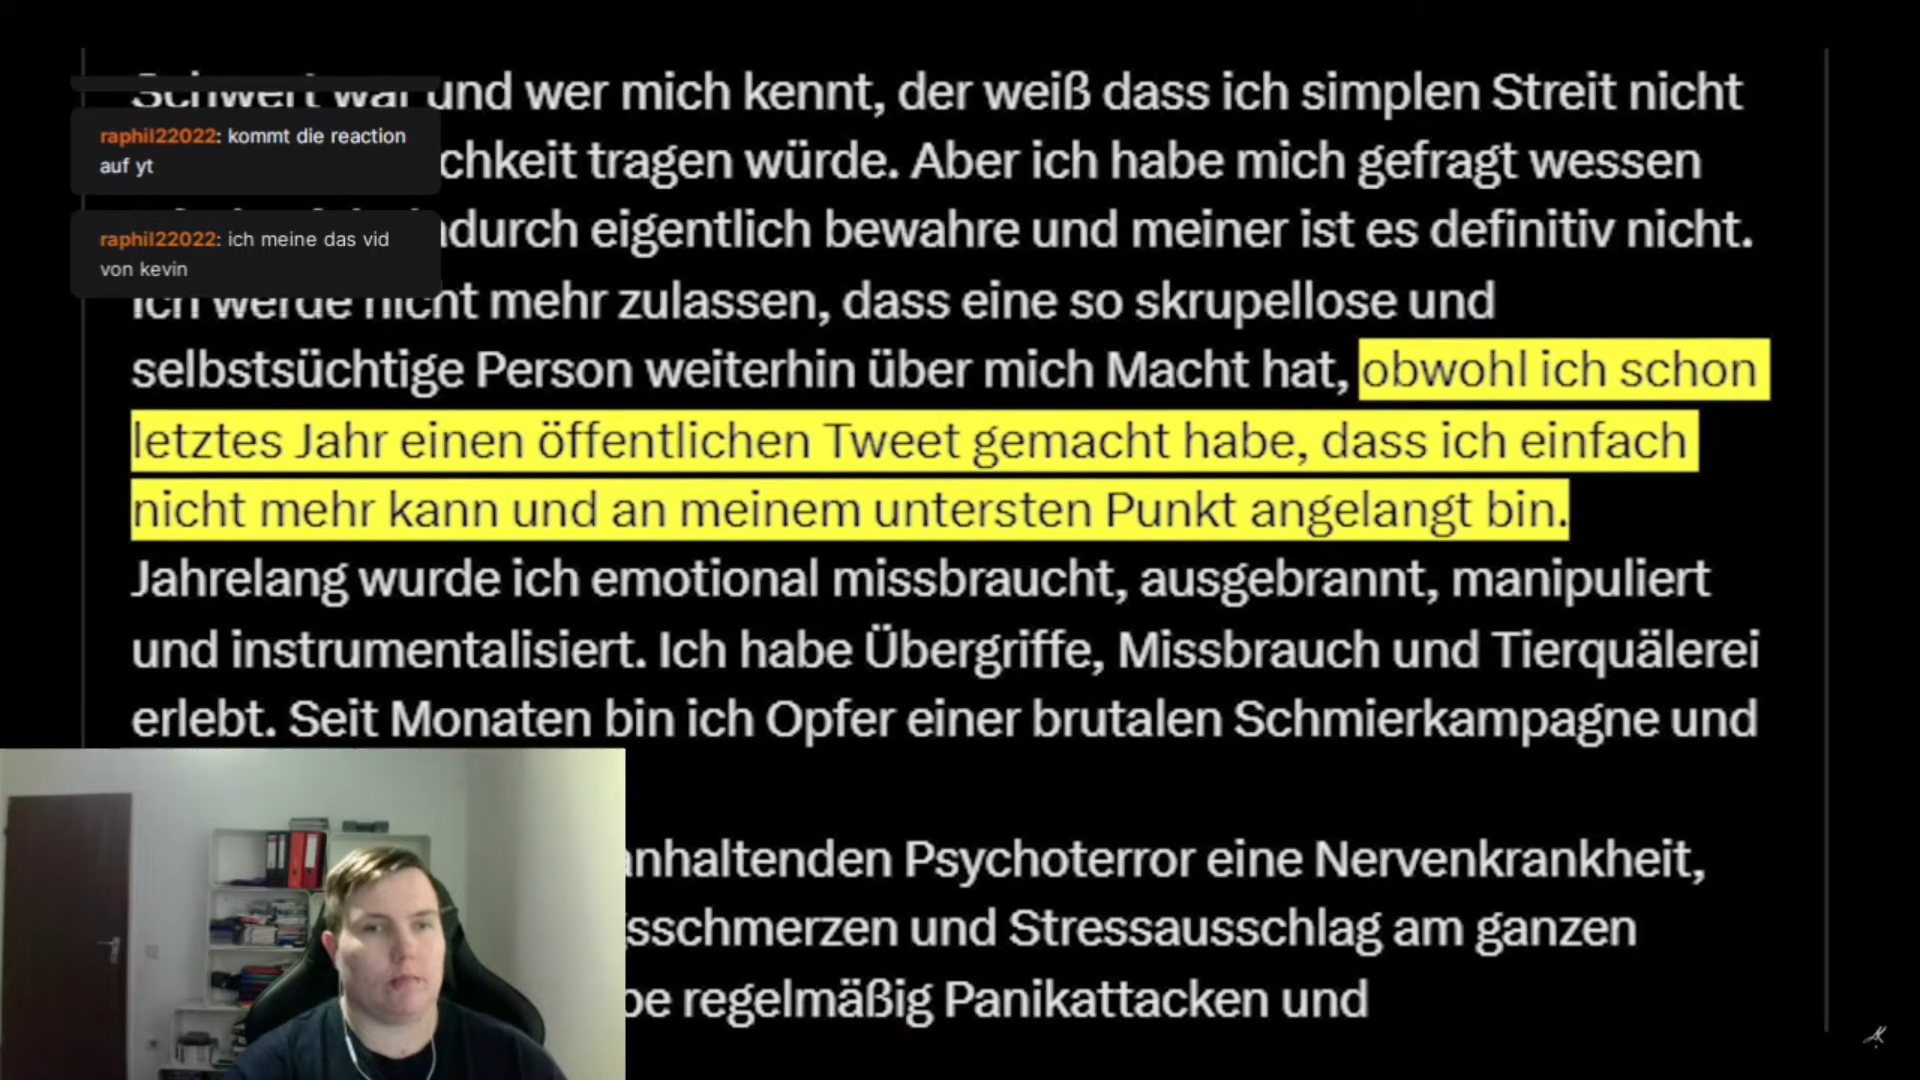 Schwert war und wer mich kennt, der weiß dass ich simplen Streit nicht
raphil22022: kommt die reaction
auf yt
chkeit tragen würde. Aber ich habe mich gefragt wessen
raphil22022: ich meine das vid
von kevin
durch eigentlich bewahre und meiner ist es definitiv nicht.
Ich werde nicht mehr zulassen, dass eine so skrupellose und
selbstsüchtige Person weiterhin über mich Macht hat, obwohl ich schon
letztes Jahr einen öffentlichen Tweet gemacht habe, dass ich einfach
nicht mehr kann und an meinem untersten Punkt angelangt bin.
Jahrelang wurde ich emotional missbraucht, ausgebrannt, manipuliert
und instrumentalisiert. Ich habe Übergriffe, Missbrauch und Tierquälerei
erlebt. Seit Monaten bin ich Opfer einer brutalen Schmierkampagne und
anhaltenden Psychoterror eine Nervenkrankheit,
sschmerzen und Stressausschlag am ganzen
be regelmäßig Panikattacken und